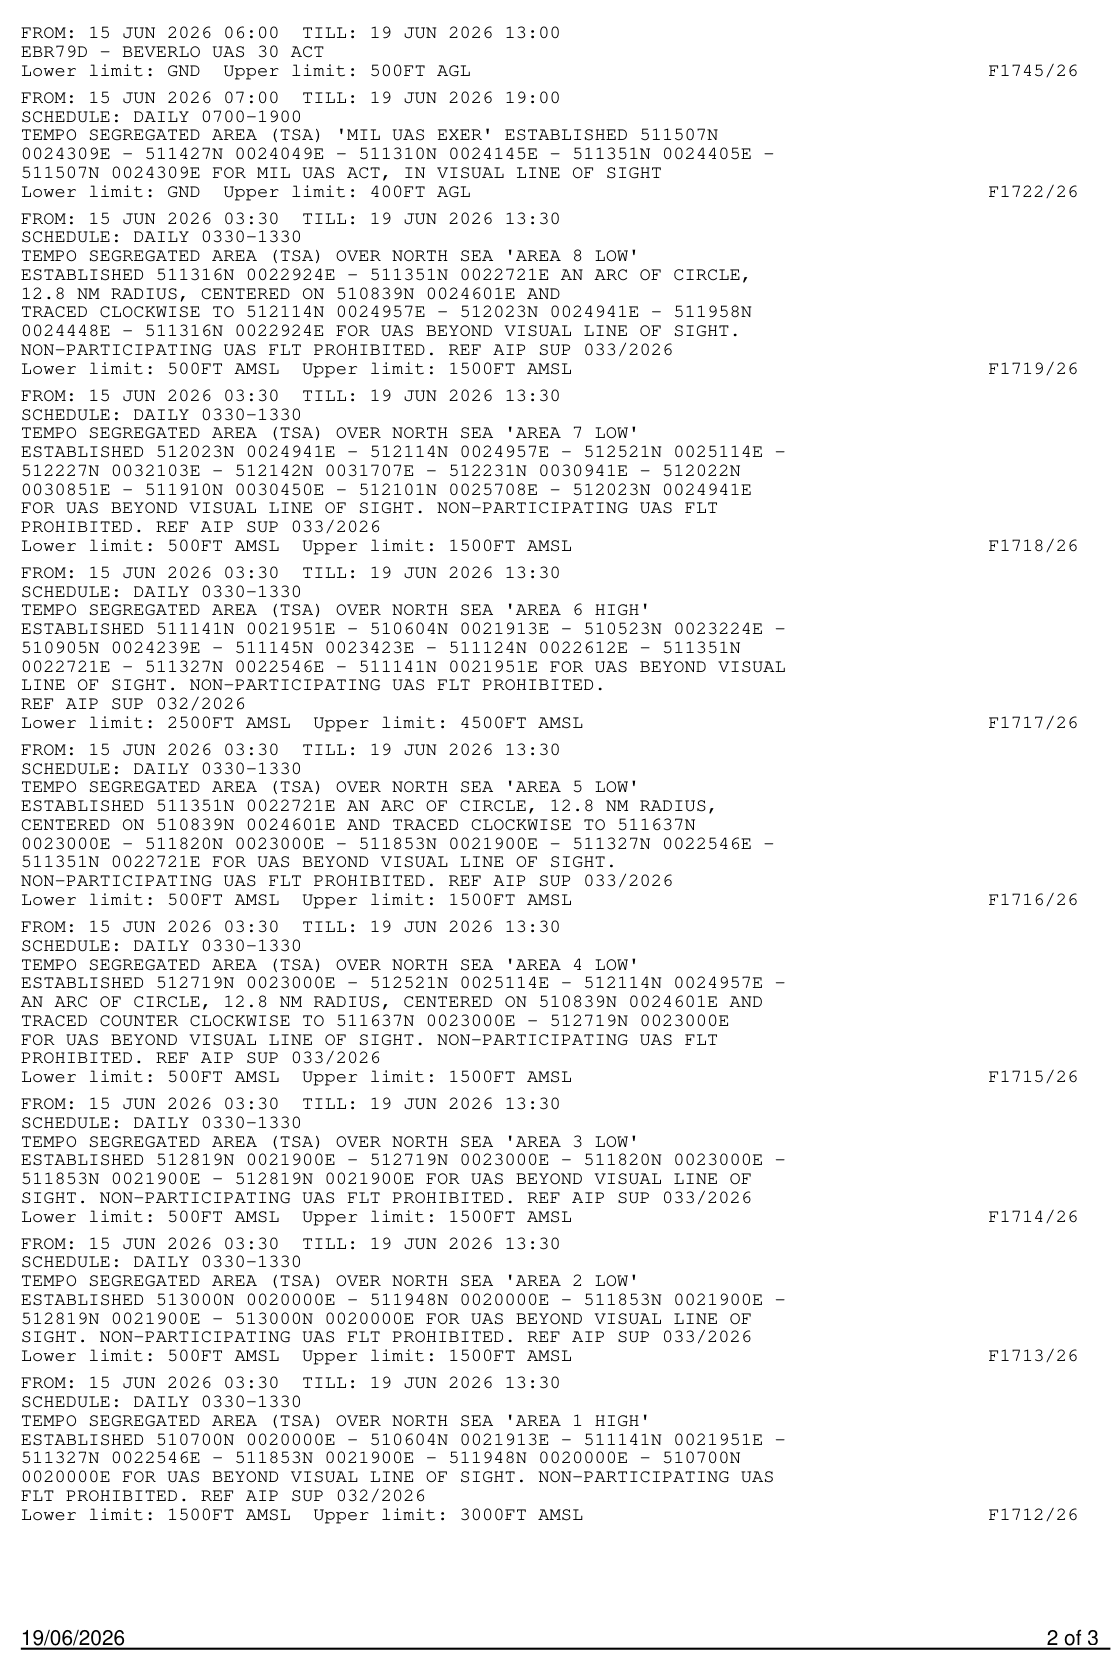 FROM: 15 JUN 2026 06:00  TILL: 19 JUN 2026 13:00
EBR79D - BEVERLO UAS 30 ACT
Lower limit: GND  Upper limit: 500FT AGL F1745/26
FROM: 15 JUN 2026 07:00  TILL: 19 JUN 2026 19:00
SCHEDULE: DAILY 0700-1900
TEMPO SEGREGATED AREA (TSA) 'MIL UAS EXER' ESTABLISHED 511507N
0024309E - 511427N 0024049E - 511310N 0024145E - 511351N 0024405E -
511507N 0024309E FOR MIL UAS ACT, IN VISUAL LINE OF SIGHT
Lower limit: GND  Upper limit: 400FT AGL F1722/26
FROM: 15 JUN 2026 03:30  TILL: 19 JUN 2026 13:30
SCHEDULE: DAILY 0330-1330
TEMPO SEGREGATED AREA (TSA) OVER NORTH SEA 'AREA 8 LOW'
ESTABLISHED 511316N 0022924E - 511351N 0022721E AN ARC OF CIRCLE,
12.8 NM RADIUS, CENTERED ON 510839N 0024601E AND
TRACED CLOCKWISE TO 512114N 0024957E - 512023N 0024941E - 511958N
0024448E - 511316N 0022924E FOR UAS BEYOND VISUAL LINE OF SIGHT.
NON-PARTICIPATING UAS FLT PROHIBITED. REF AIP SUP 033/2026
Lower limit: 500FT AMSL  Upper limit: 1500FT AMSL F1719/26
FROM: 15 JUN 2026 03:30  TILL: 19 JUN 2026 13:30
SCHEDULE: DAILY 0330-1330
TEMPO SEGREGATED AREA (TSA) OVER NORTH SEA 'AREA 7 LOW'
ESTABLISHED 512023N 0024941E - 512114N 0024957E - 512521N 0025114E -
512227N 0032103E - 512142N 0031707E - 512231N 0030941E - 512022N
0030851E - 511910N 0030450E - 512101N 0025708E - 512023N 0024941E
FOR UAS BEYOND VISUAL LINE OF SIGHT. NON-PARTICIPATING UAS FLT
PROHIBITED. REF AIP SUP 033/2026
Lower limit: 500FT AMSL  Upper limit: 1500FT AMSL F1718/26
FROM: 15 JUN 2026 03:30  TILL: 19 JUN 2026 13:30
SCHEDULE: DAILY 0330-1330
TEMPO SEGREGATED AREA (TSA) OVER NORTH SEA 'AREA 6 HIGH'
ESTABLISHED 511141N 0021951E - 510604N 0021913E - 510523N 0023224E -
510905N 0024239E - 511145N 0023423E - 511124N 0022612E - 511351N
0022721E - 511327N 0022546E - 511141N 0021951E FOR UAS BEYOND VISUAL
LINE OF SIGHT. NON-PARTICIPATING UAS FLT PROHIBITED.
REF AIP SUP 032/2026
Lower limit: 2500FT AMSL  Upper limit: 4500FT AMSL F1717/26
FROM: 15 JUN 2026 03:30  TILL: 19 JUN 2026 13:30
SCHEDULE: DAILY 0330-1330
TEMPO SEGREGATED AREA (TSA) OVER NORTH SEA 'AREA 5 LOW'
ESTABLISHED 511351N 0022721E AN ARC OF CIRCLE, 12.8 NM RADIUS,
CENTERED ON 510839N 0024601E AND TRACED CLOCKWISE TO 511637N
0023000E - 511820N 0023000E - 511853N 0021900E - 511327N 0022546E -
511351N 0022721E FOR UAS BEYOND VISUAL LINE OF SIGHT.
NON-PARTICIPATING UAS FLT PROHIBITED. REF AIP SUP 033/2026
Lower limit: 500FT AMSL  Upper limit: 1500FT AMSL F1716/26
FROM: 15 JUN 2026 03:30  TILL: 19 JUN 2026 13:30
SCHEDULE: DAILY 0330-1330
TEMPO SEGREGATED AREA (TSA) OVER NORTH SEA 'AREA 4 LOW'
ESTABLISHED 512719N 0023000E - 512521N 0025114E - 512114N 0024957E -
AN ARC OF CIRCLE, 12.8 NM RADIUS, CENTERED ON 510839N 0024601E AND
TRACED COUNTER CLOCKWISE TO 511637N 0023000E - 512719N 0023000E
FOR UAS BEYOND VISUAL LINE OF SIGHT. NON-PARTICIPATING UAS FLT
PROHIBITED. REF AIP SUP 033/2026
Lower limit: 500FT AMSL  Upper limit: 1500FT AMSL F1715/26
FROM: 15 JUN 2026 03:30  TILL: 19 JUN 2026 13:30
SCHEDULE: DAILY 0330-1330
TEMPO SEGREGATED AREA (TSA) OVER NORTH SEA 'AREA 3 LOW'
ESTABLISHED 512819N 0021900E - 512719N 0023000E - 511820N 0023000E -
511853N 0021900E - 512819N 0021900E FOR UAS BEYOND VISUAL LINE OF
SIGHT. NON-PARTICIPATING UAS FLT PROHIBITED. REF AIP SUP 033/2026
Lower limit: 500FT AMSL  Upper limit: 1500FT AMSL F1714/26
FROM: 15 JUN 2026 03:30  TILL: 19 JUN 2026 13:30
SCHEDULE: DAILY 0330-1330
TEMPO SEGREGATED AREA (TSA) OVER NORTH SEA 'AREA 2 LOW'
ESTABLISHED 513000N 0020000E - 511948N 0020000E - 511853N 0021900E -
512819N 0021900E - 513000N 0020000E FOR UAS BEYOND VISUAL LINE OF
SIGHT. NON-PARTICIPATING UAS FLT PROHIBITED. REF AIP SUP 033/2026
Lower limit: 500FT AMSL  Upper limit: 1500FT AMSL F1713/26
FROM: 15 JUN 2026 03:30  TILL: 19 JUN 2026 13:30
SCHEDULE: DAILY 0330-1330
TEMPO SEGREGATED AREA (TSA) OVER NORTH SEA 'AREA 1 HIGH'
ESTABLISHED 510700N 0020000E - 510604N 0021913E - 511141N 0021951E -
511327N 0022546E - 511853N 0021900E - 511948N 0020000E - 510700N
0020000E FOR UAS BEYOND VISUAL LINE OF SIGHT. NON-PARTICIPATING UAS
FLT PROHIBITED. REF AIP SUP 032/2026
Lower limit: 1500FT AMSL  Upper limit: 3000FT AMSL F1712/26
19/06/2026 2 of 3